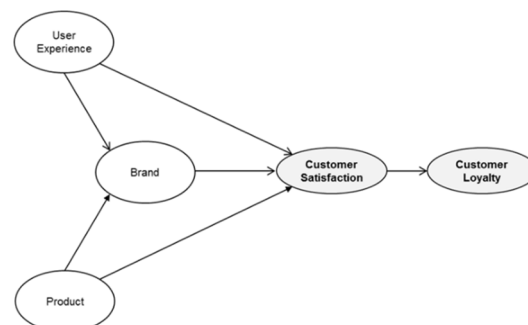 User
Experience
Brand
Customer
Satisfaction
Customer
Loyalty
Product